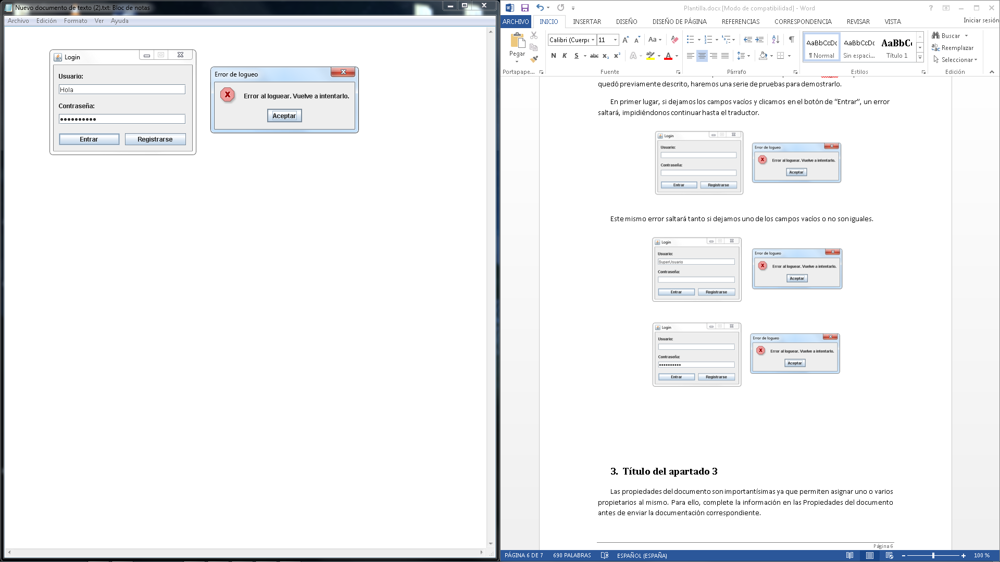 Nuevo documento de texto (2).txt: Bloc de notas
Archivo Edición Formato Ver Ayuda
Login
Usuario:
Hola
Contraseña:
Entrar Registrarse
Error de logueo
Error al loguear. Vuelve a intentarlo.
Aceptar
Plantilla.docx [Modo de compatibilidad] - Word
ARCHIVO INICIO INSERTAR DISEÑO DISEÑO DE PÁGINA REFERENCIAS CORRESPONDENCIA REVISAR VISTA Iniciar sesión
Pegar
Calibri (Cuerpo 11
N K S abc x₂ x²
AaBbCcDc AaBbCcDc AaBbCc
¶ Normal Sin espaci... Título 1
Buscar
Reemplazar
Seleccionar
Portapape... Fuente Párrafo Estilos Edición
quedó previamente descrito, haremos una serie de pruebas para demostrarlo.
En primer lugar, si dejamos los campos vacíos y clicamos en el botón de “Entrar”, un error
saltará, impidiéndonos continuar hasta el traductor.
Login
Usuario:
Contraseña:
Entrar Registrarse
Error de logueo
Error al loguear. Vuelve a intentarlo.
Aceptar
Este mismo error saltará tanto si dejamos uno de los campos vacíos o no son iguales.
Login
Usuario:
SuperUsuario
Contraseña:
Entrar Registrarse
Error de logueo
Error al loguear. Vuelve a intentarlo.
Aceptar
Login
Usuario:
Contraseña:
Entrar Registrarse
Error de logueo
Error al loguear. Vuelve a intentarlo.
Aceptar
3. Título del apartado 3
Las propiedades del documento son importantísimas ya que permiten asignar uno o varios
propietarios al mismo. Para ello, complete la información en las Propiedades del documento
antes de enviar la documentación correspondiente.
Página 6
PÁGINA 6 DE 7 690 PALABRAS ESPAÑOL (ESPAÑA) 100 %